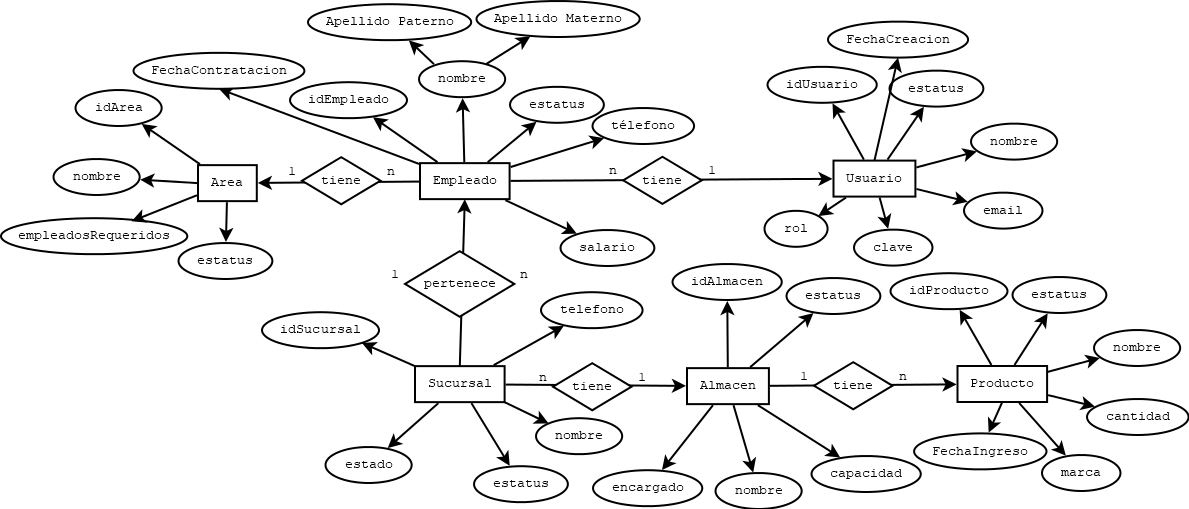 Apellido Paterno
Apellido Materno
FechaCreacion
FechaContratacion
nombre
idUsuario
estatus
idArea
idEmpleado
estatus
télefono
nombre
nombre
Area
1
tiene
n
Empleado
n
tiene
1
Usuario
email
empleadosRequeridos
estatus
salario
rol
clave
1
pertenece
n
idAlmacen
estatus
idProducto
estatus
idSucursal
telefono
nombre
Sucursal
n
tiene
1
Almacen
1
tiene
n
Producto
cantidad
nombre
estado
estatus
encargado
nombre
capacidad
FechaIngreso
marca